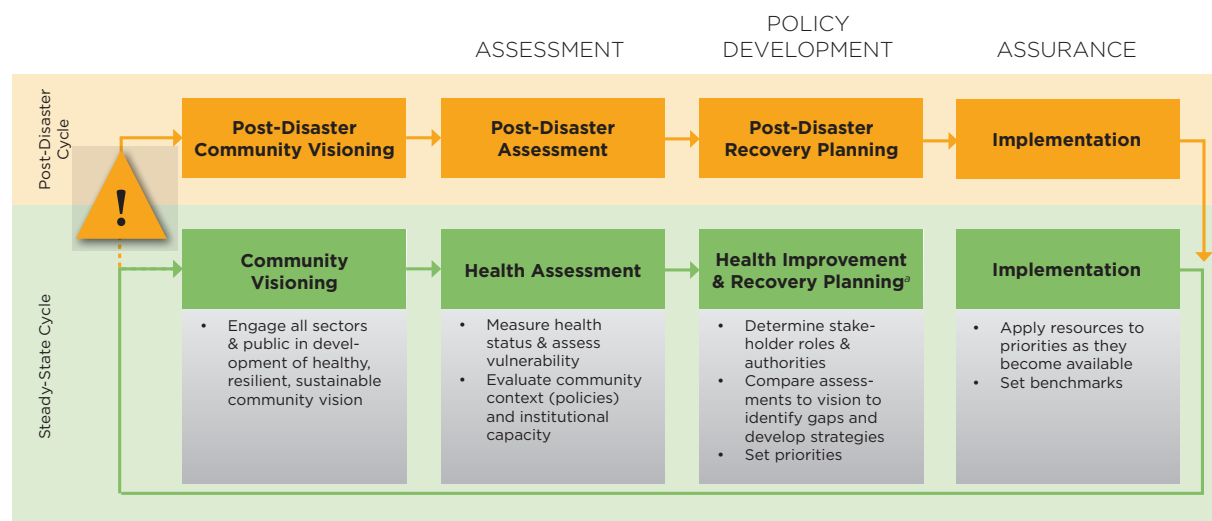 POLICY
ASSESSMENT DEVELOPMENT ASSURANCE
Post-Disaster
Cycle
Post-Disaster
Community Visioning
Post-Disaster
Assessment
Post-Disaster
Recovery Planning
Implementation
!
Steady-State Cycle
Community
Visioning
• Engage all sectors
& public in devel-
opment of healthy,
resilient, sustainable
community vision
Health Assessment
• Measure health
status & assess
vulnerability
• Evaluate community
context (policies)
and institutional
capacity
Health Improvement
& Recovery Planningᵃ
• Determine stake-
holder roles &
authorities
• Compare assess-
ments to vision to
identify gaps and
develop strategies
• Set priorities
Implementation
• Apply resources to
priorities as they
become available
• Set benchmarks